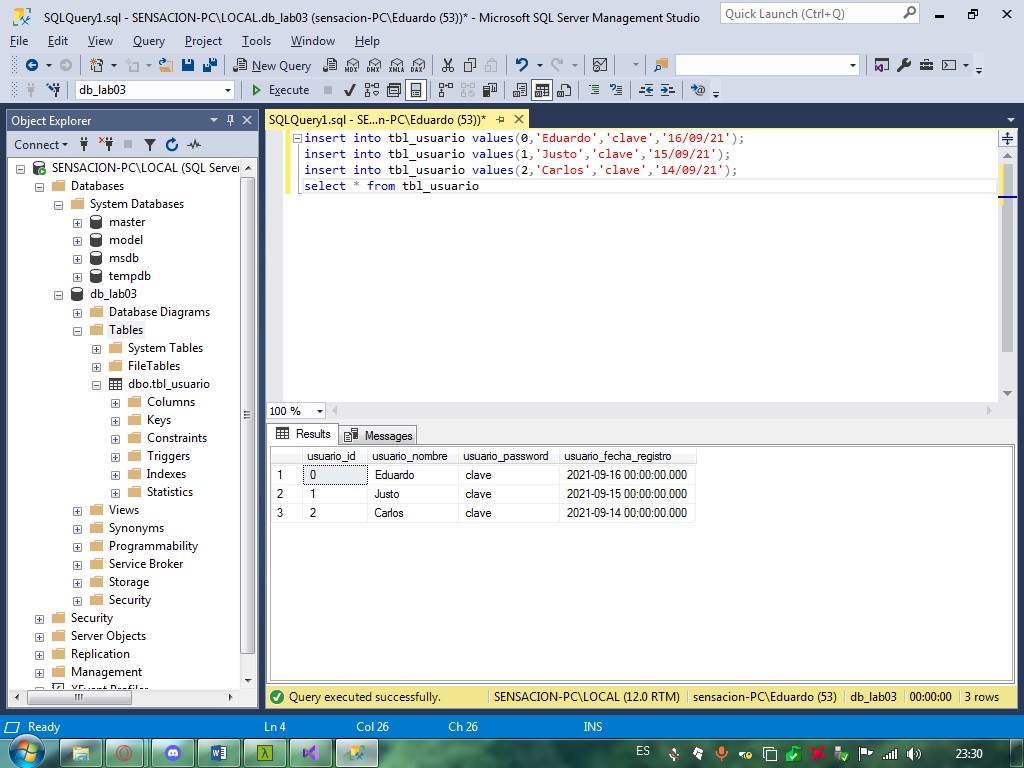 SQLQuery1.sql - SENSACION-PC\LOCAL.db_lab03 (sensacion-PC\Eduardo (53))* - Microsoft SQL Server Management Studio
Quick Launch (Ctrl+Q)
File Edit View Query Project Tools Window Help
New Query MDX DMX XMLA DAX
db_lab03 Execute
Object Explorer
SQLQuery1.sql - SE...n-PC\Eduardo (53))*
Connect
insert into tbl_usuario values(0,'Eduardo','clave','16/09/21');
insert into tbl_usuario values(1,'Justo','clave','15/09/21');
insert into tbl_usuario values(2,'Carlos','clave','14/09/21');
select * from tbl_usuario
SENSACION-PC\LOCAL (SQL Server
Databases
System Databases
master
model
msdb
tempdb
db_lab03
Database Diagrams
Tables
System Tables
FileTables
dbo.tbl_usuario
Columns
Keys
Constraints
Triggers
Indexes
Statistics
Views
Synonyms
Programmability
Service Broker
Storage
Security
Security
Server Objects
Replication
Management
XEvent Profiler
100 %
Results Messages
usuario_id usuario_nombre usuario_password usuario_fecha_registro
1 0 Eduardo clave 2021-09-16 00:00:00.000
2 1 Justo clave 2021-09-15 00:00:00.000
3 2 Carlos clave 2021-09-14 00:00:00.000
Query executed successfully. SENSACION-PC\LOCAL (12.0 RTM) sensacion-PC\Eduardo (53) db_lab03 00:00:00 3 rows
Ready Ln 4 Col 26 Ch 26 INS
ES 23:30